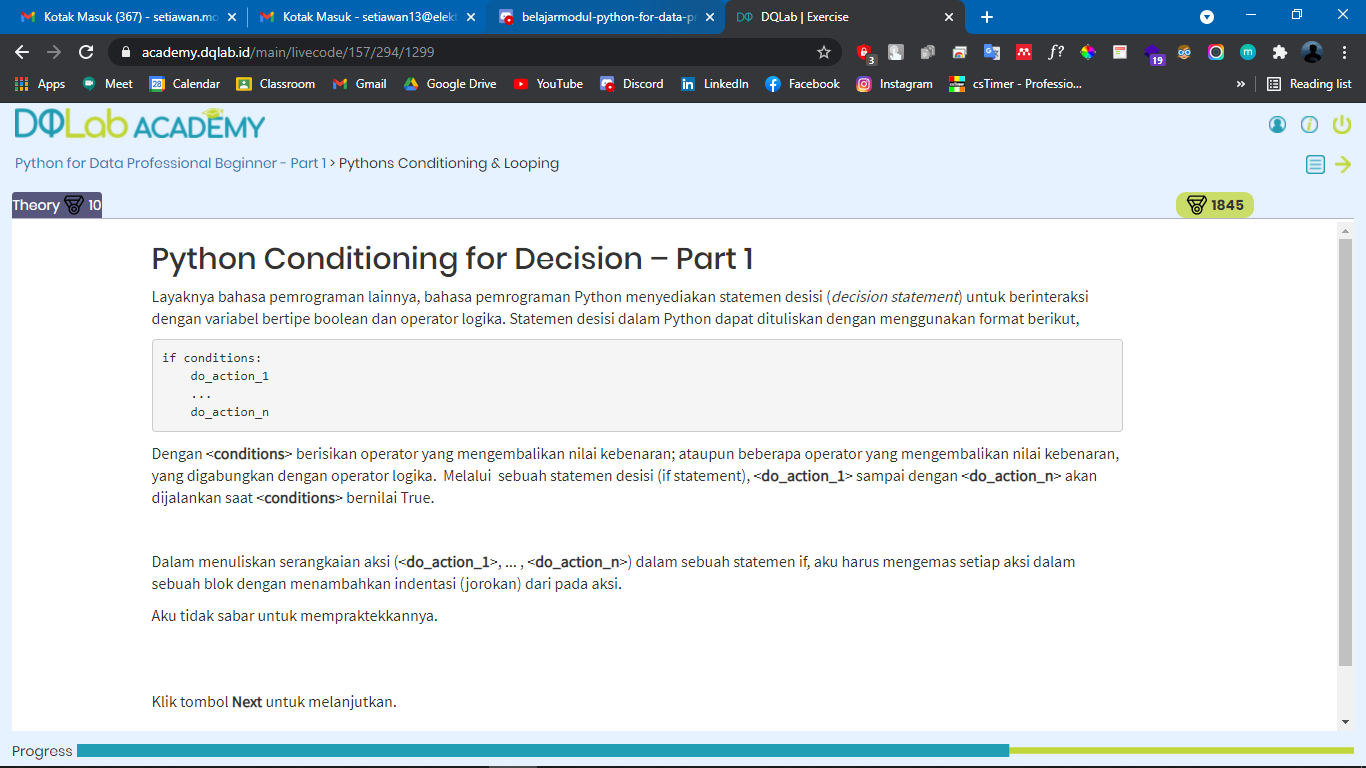 Kotak Masuk (367) - setiawan.mo
Kotak Masuk - setiawan13@elekt
belajarmodul-python-for-data-p
DQLab | Exercise
academy.dqlab.id/main/livecode/157/294/1299
3
f?
19
Apps
Meet
28
Calendar
Classroom
Gmail
Google Drive
YouTube
Discord
LinkedIn
Facebook
Instagram
csTimer - Professio...
»
Reading list
DQLab ACADEMY
Python for Data Professional Beginner - Part 1 > Pythons Conditioning & Looping
Theory 10
1845
Python Conditioning for Decision – Part 1
Layaknya bahasa pemrograman lainnya, bahasa pemrograman Python menyediakan statemen desisi (decision statement) untuk berinteraksi
dengan variabel bertipe boolean dan operator logika. Statemen desisi dalam Python dapat dituliskan dengan menggunakan format berikut,
if conditions:
    do_action_1
    ...
    do_action_n
Dengan <conditions> berisikan operator yang mengembalikan nilai kebenaran; ataupun beberapa operator yang mengembalikan nilai kebenaran,
yang digabungkan dengan operator logika.  Melalui  sebuah statemen desisi (if statement), <do_action_1> sampai dengan <do_action_n> akan
dijalankan saat <conditions> bernilai True.
Dalam menuliskan serangkaian aksi (<do_action_1>, ... , <do_action_n>) dalam sebuah statemen if, aku harus mengemas setiap aksi dalam
sebuah blok dengan menambahkan indentasi (jorokan) dari pada aksi.
Aku tidak sabar untuk mempraktekkannya.
Klik tombol Next untuk melanjutkan.
Progress